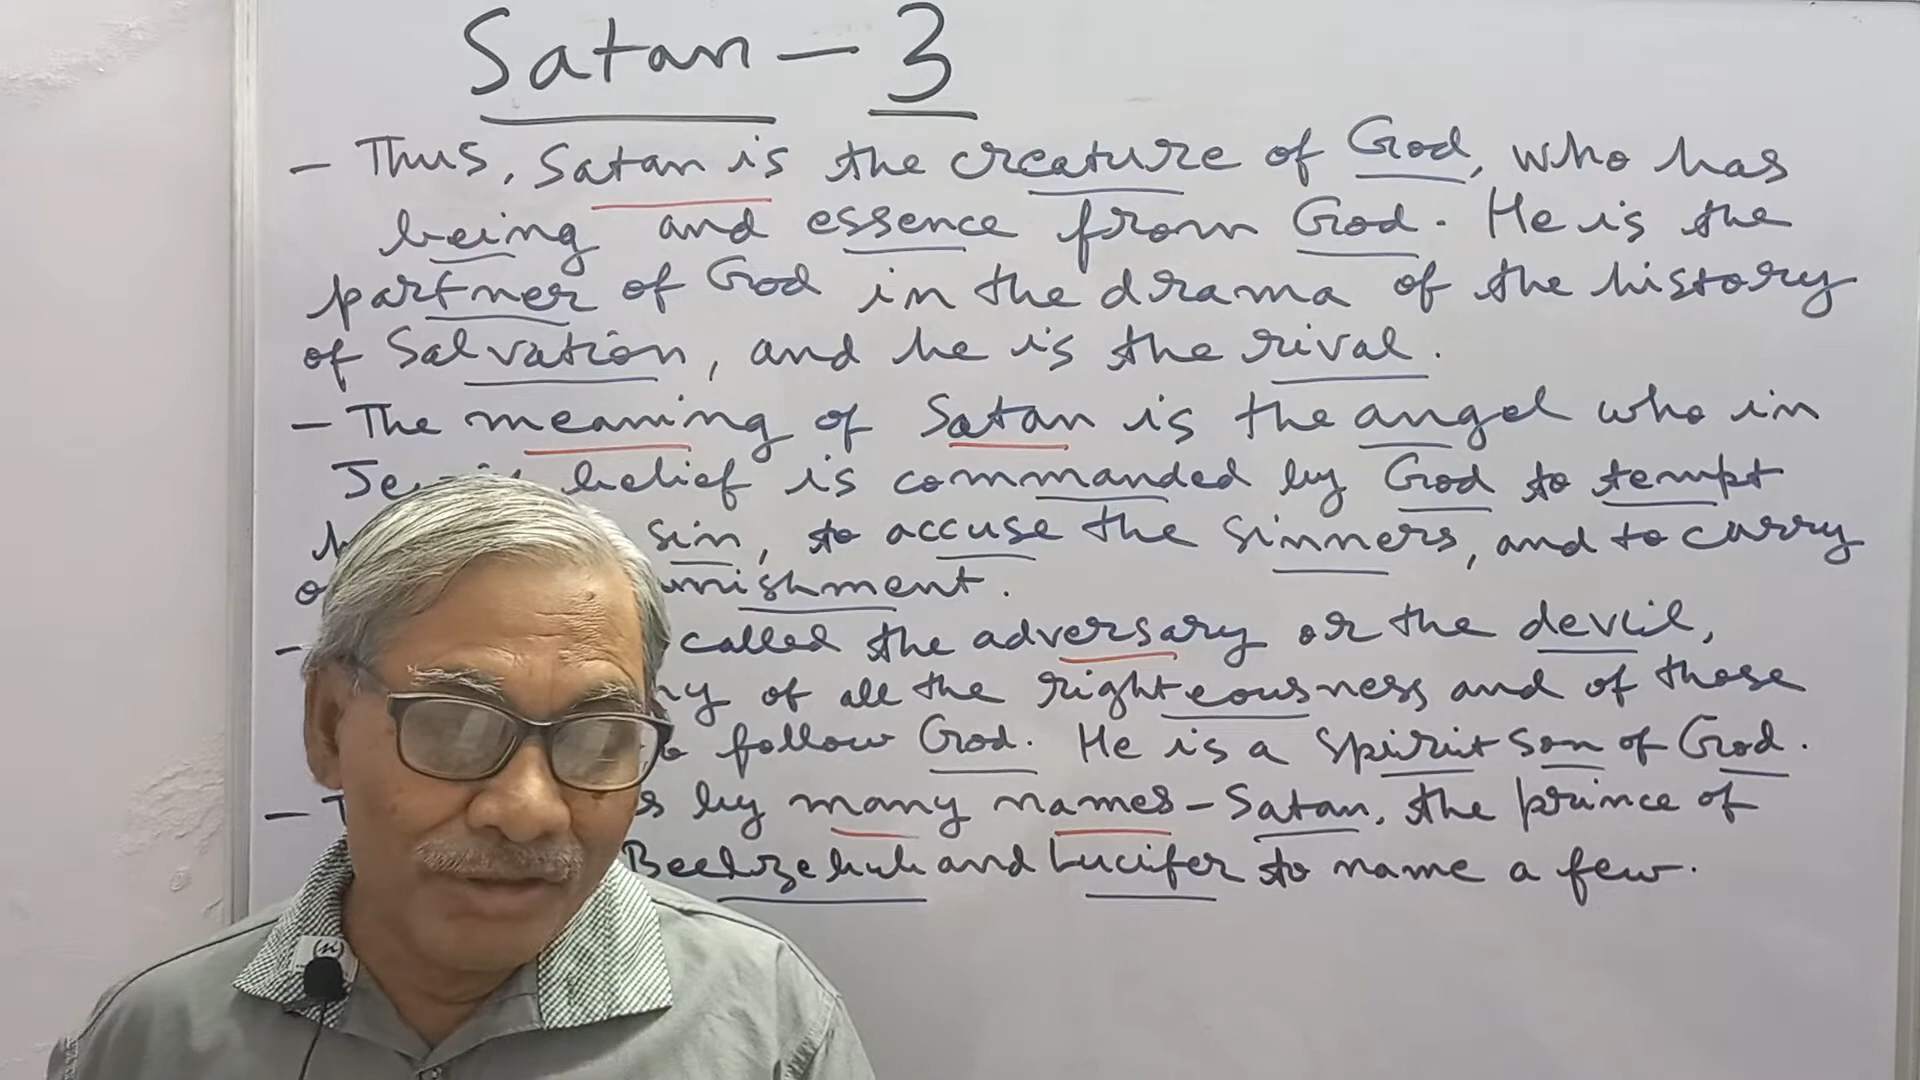 Satan - 3
- Thus, Satan is the creature of God, who has
being and essence from God. He is the
partner of God in the drama of the history
of Salvation, and he is the rival.
- The meaning of Satan is the angel who in
belief is commanded by God to tempt
sin, to accuse the sinners, and to carry
called the adversary or the devil,
of all the righteousness and of those
follow God. He is a spirit son of God.
by many names - Satan, the prince of
Beelzebub and Lucifer to name a few.